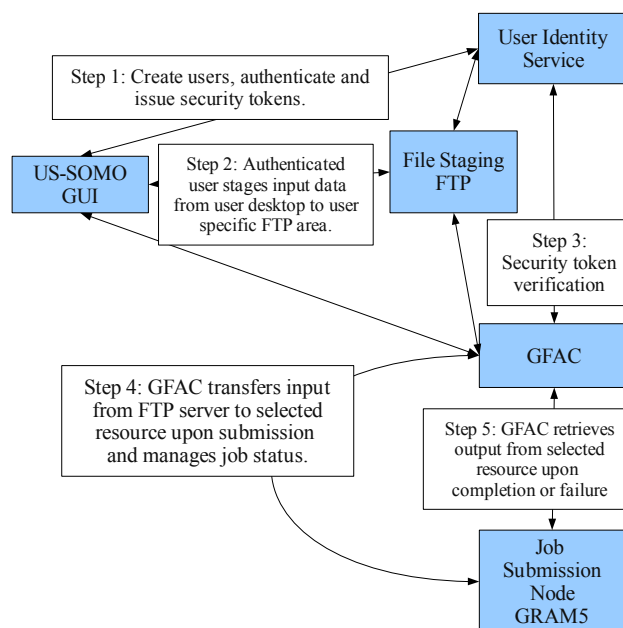 User Identity
Service
Step 1: Create users, authenticate and
issue security tokens.
US-SOMO
GUI
Step 2: Authenticated
user stages input data
from user desktop to user
specific FTP area.
File Staging
FTP
Step 3:
Security token
verification
GFAC
Step 4: GFAC transfers input
from FTP server to selected
resource upon submission
and manages job status.
Step 5: GFAC retrieves
output from selected
resource upon
completion or failure
Job
Submission
Node
GRAM5